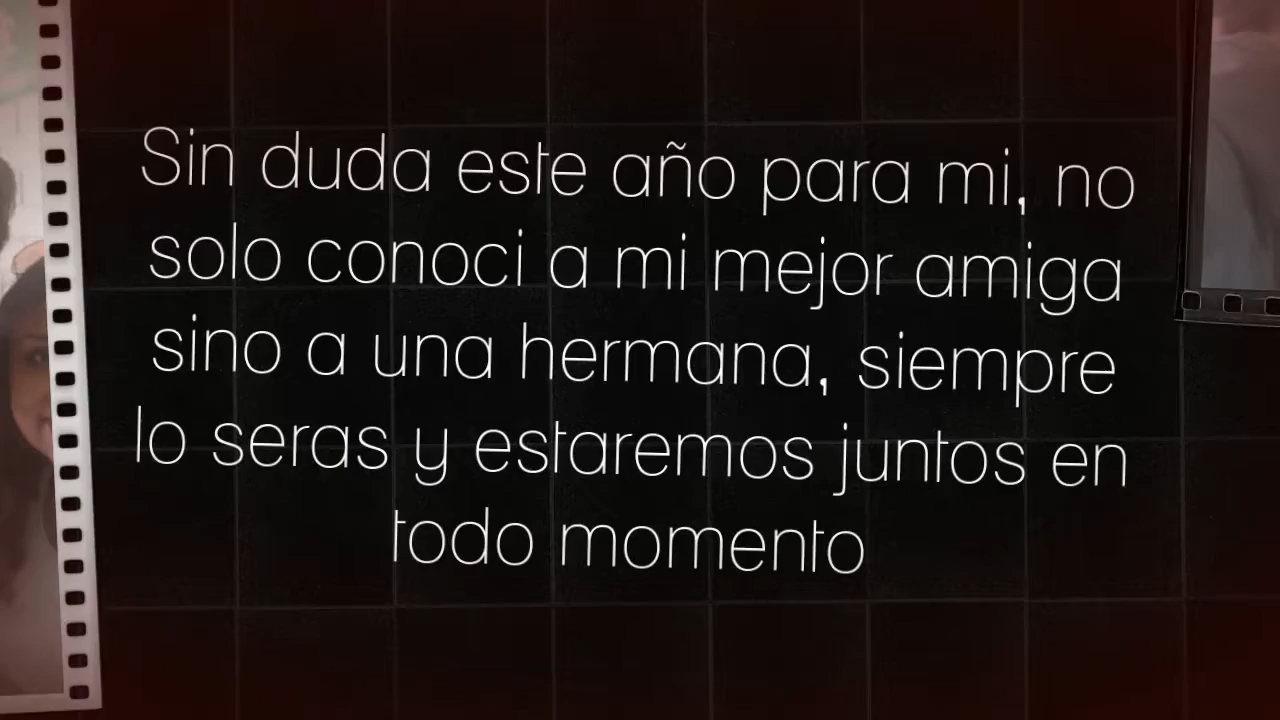 Sin duda este año para mi, no
solo conoci a mi mejor amiga
sino a una hermana, siempre
lo seras y estaremos juntos en
todo momento